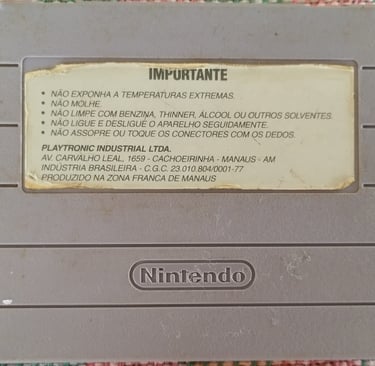 IMPORTANTE
• NÃO EXPONHA A TEMPERATURAS EXTREMAS.
• NÃO MOLHE.
• NÃO LIMPE COM BENZINA, THINNER, ÁLCOOL OU OUTROS SOLVENTES.
• NÃO LIGUE E DESLIGUE O APARELHO SEGUIDAMENTE.
• NÃO ASSOPRE OU TOQUE OS CONECTORES COM OS DEDOS.
PLAYTRONIC INDUSTRIAL LTDA.
AV. CARVALHO LEAL, 1659 - CACHOEIRINHA - MANAUS - AM
INDÚSTRIA BRASILEIRA - C.G.C. 23.010.804/0001-77
PRODUZIDO NA ZONA FRANCA DE MANAUS
Nintendo